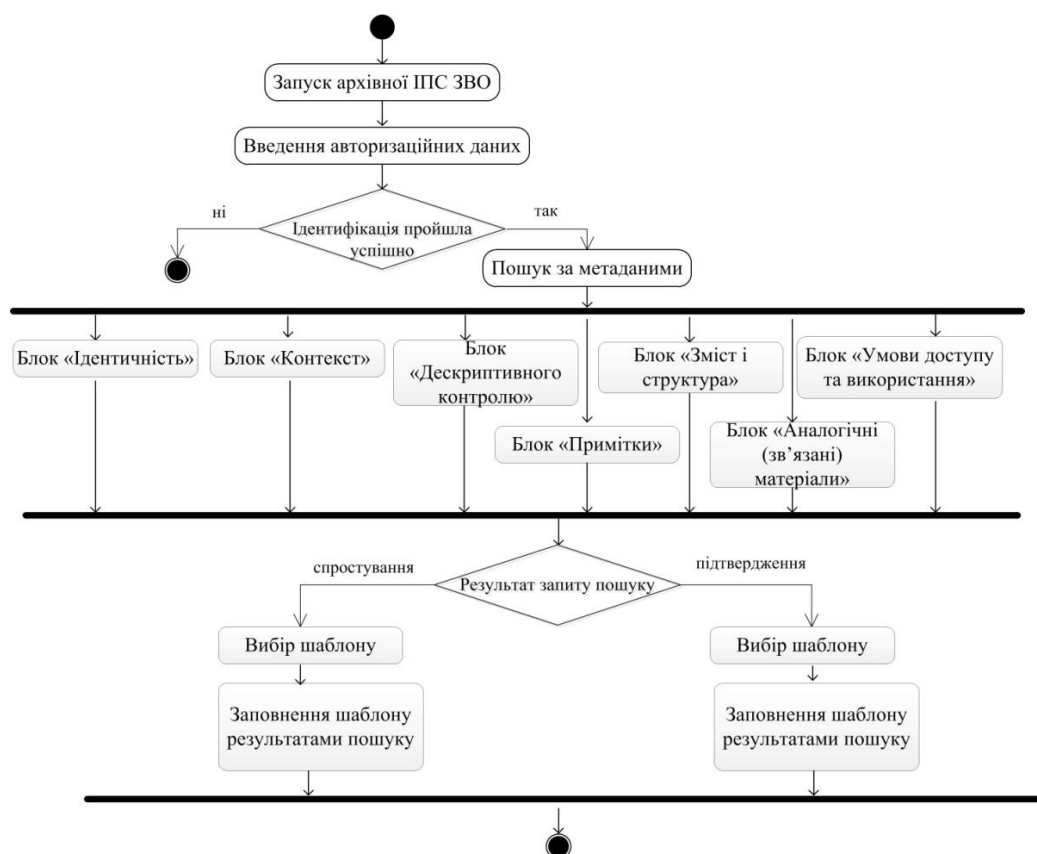 Запуск архівної ІПС ЗВО
Введення авторизаційних даних
ні
так
Ідентифікація пройшла
успішно
Пошук за метаданими
Блок «Ідентичність»
Блок «Контекст»
Блок
«Дескриптивного
контролю»
Блок «Зміст і
структура»
Блок «Умови доступу
та використання»
Блок «Примітки»
Блок «Аналогічні
(зв’язані)
матеріали»
спростування
Результат запиту пошуку
підтвердження
Вибір шаблону
Вибір шаблону
Заповнення шаблону
результатами пошуку
Заповнення шаблону
результатами пошуку